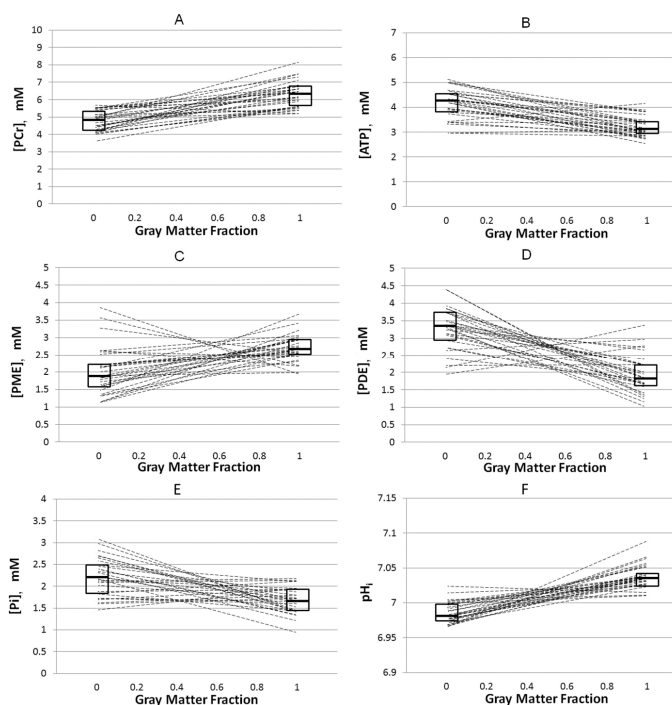 A
10
9
8
7
6
5
4
3
2
1
0
[PCr], mM
0 0.2 0.4 0.6 0.8 1
Gray Matter Fraction
B
7
6
5
4
3
2
1
0
[ATP], mM
0 0.2 0.4 0.6 0.8 1
Gray Matter Fraction
C
5
4.5
4
3.5
3
2.5
2
1.5
1
0.5
0
[PME], mM
0 0.2 0.4 0.6 0.8 1
Gray Matter Fraction
D
5
4.5
4
3.5
3
2.5
2
1.5
1
0.5
0
[PDE], mM
0 0.2 0.4 0.6 0.8 1
Gray Matter Fraction
E
4
3.5
3
2.5
2
1.5
1
0.5
0
[Pi], mM
0 0.2 0.4 0.6 0.8 1
Gray Matter Fraction
F
7.15
7.1
7.05
7
6.95
6.9
pHi
0 0.2 0.4 0.6 0.8 1
Gray Matter Fraction